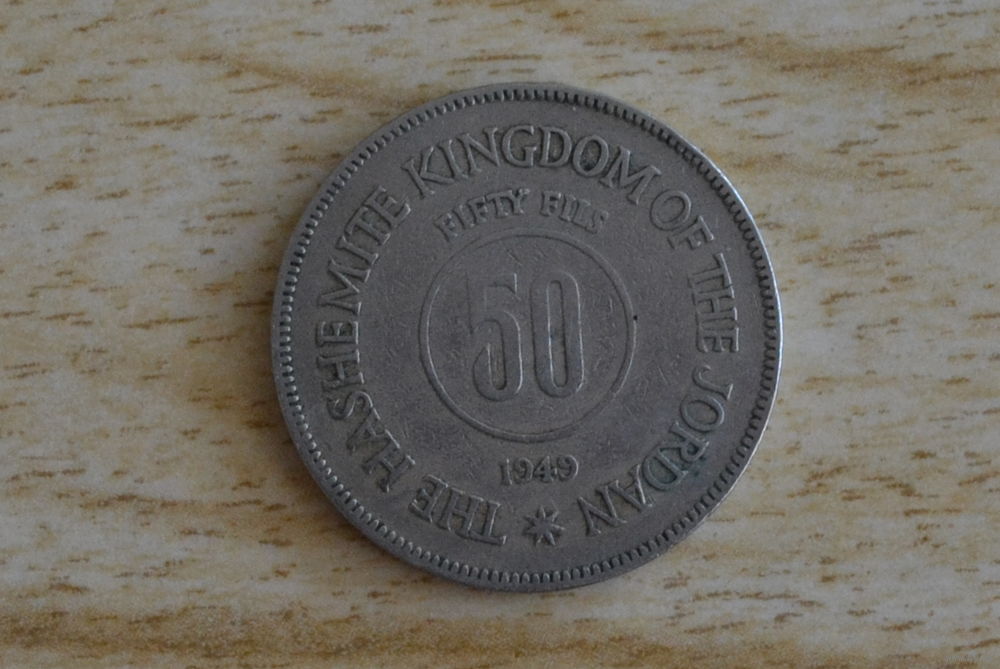 THE HASHEMITE KINGDOM OF THE JORDAN
FIFTY FILS
50
1949